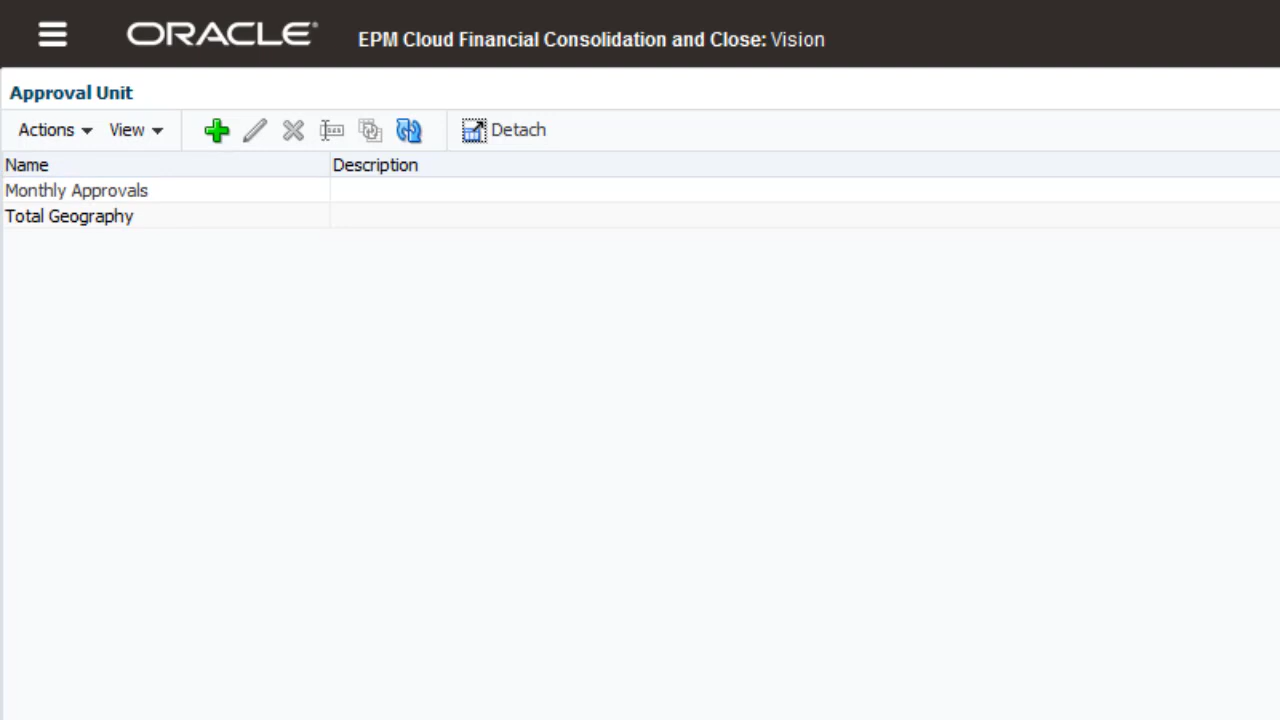 ORACLE® EPM Cloud Financial Consolidation and Close: Vision
Approval Unit
Actions View Detach
Name Description
Monthly Approvals
Total Geography